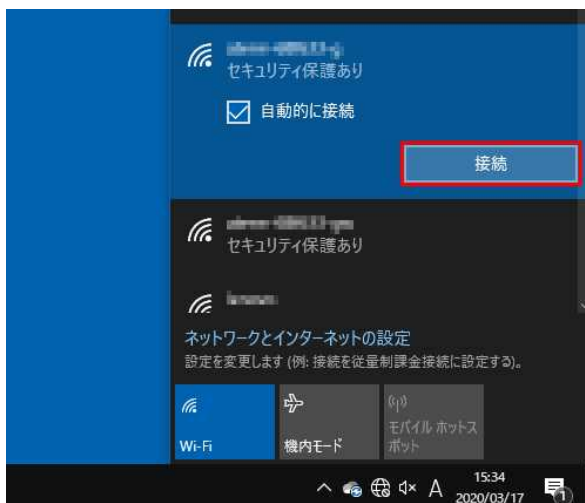 セキュリティ保護あり
自動的に接続
接続
セキュリティ保護あり
ネットワークとインターネットの設定
設定を変更します (例: 接続を従量制課金接続に設定する)。
Wi-Fi
機内モード
モバイル ホットス
ポット
A
15:34
2020/03/17
1